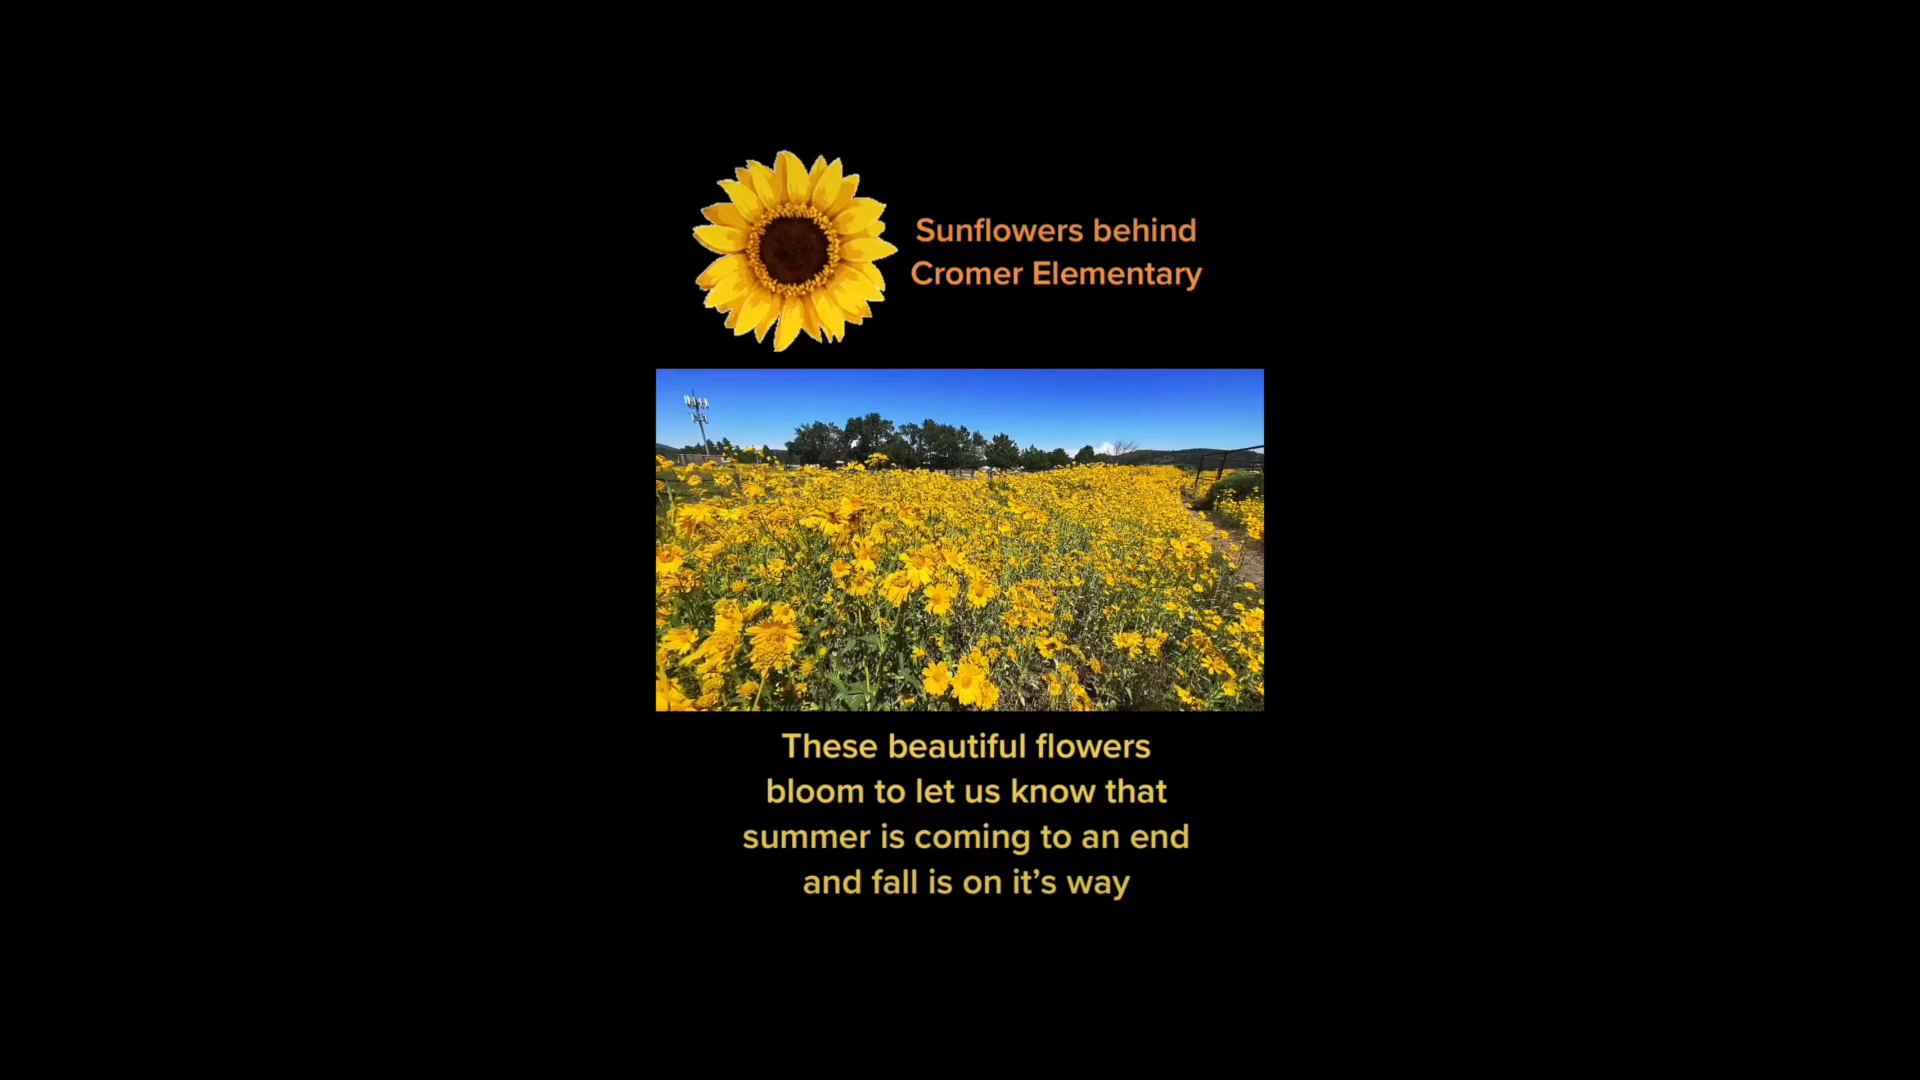 Sunflowers behind
Cromer Elementary
These beautiful flowers
bloom to let us know that
summer is coming to an end
and fall is on it’s way